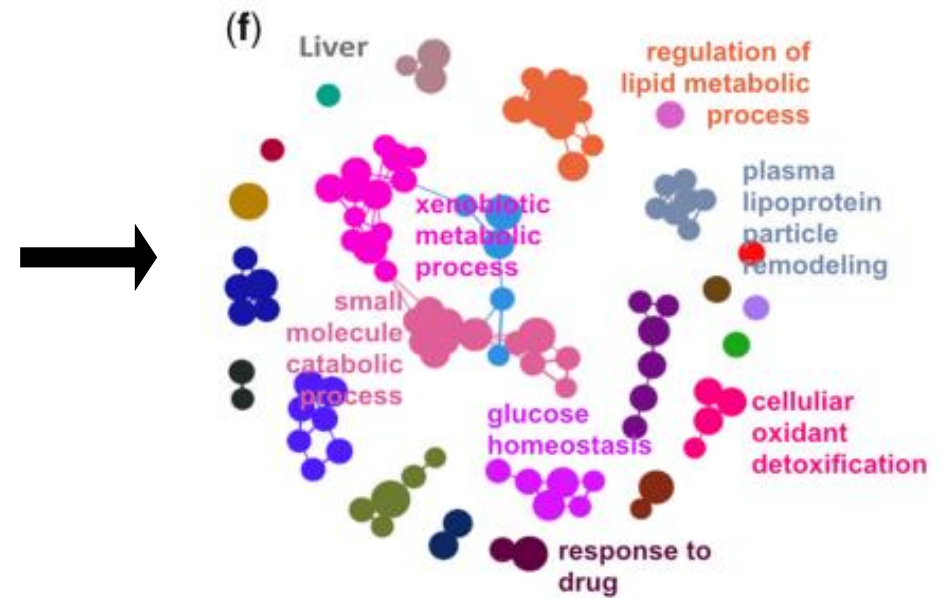 (f)
Liver
regulation of
lipid metabolic
process
plasma
lipoprotein
particle
remodeling
xenobiotic
metabolic
process
small
molecule
catabolic
process
glucose
homeostasis
celluliar
oxidant
detoxification
response to
drug